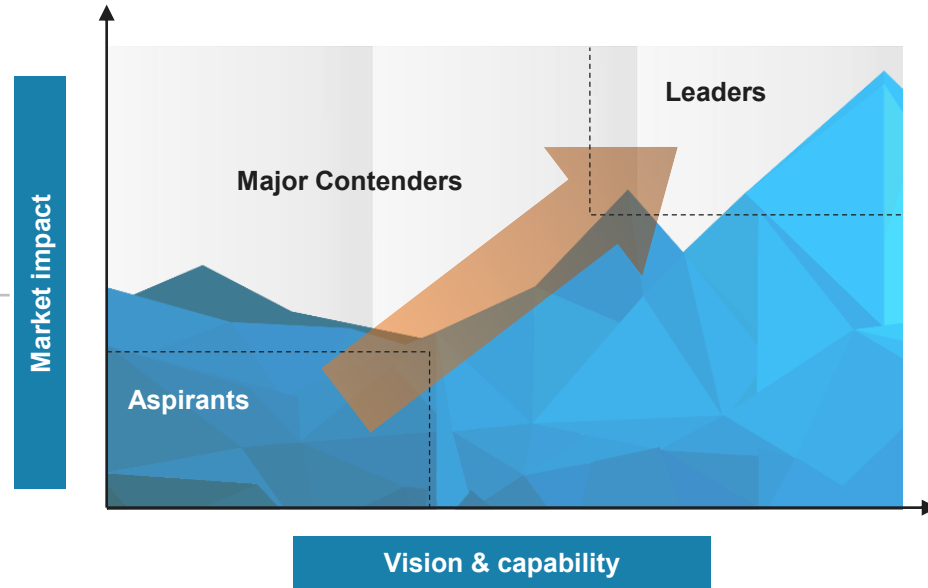 Leaders
Major Contenders
Market impact
Aspirants
Vision & capability